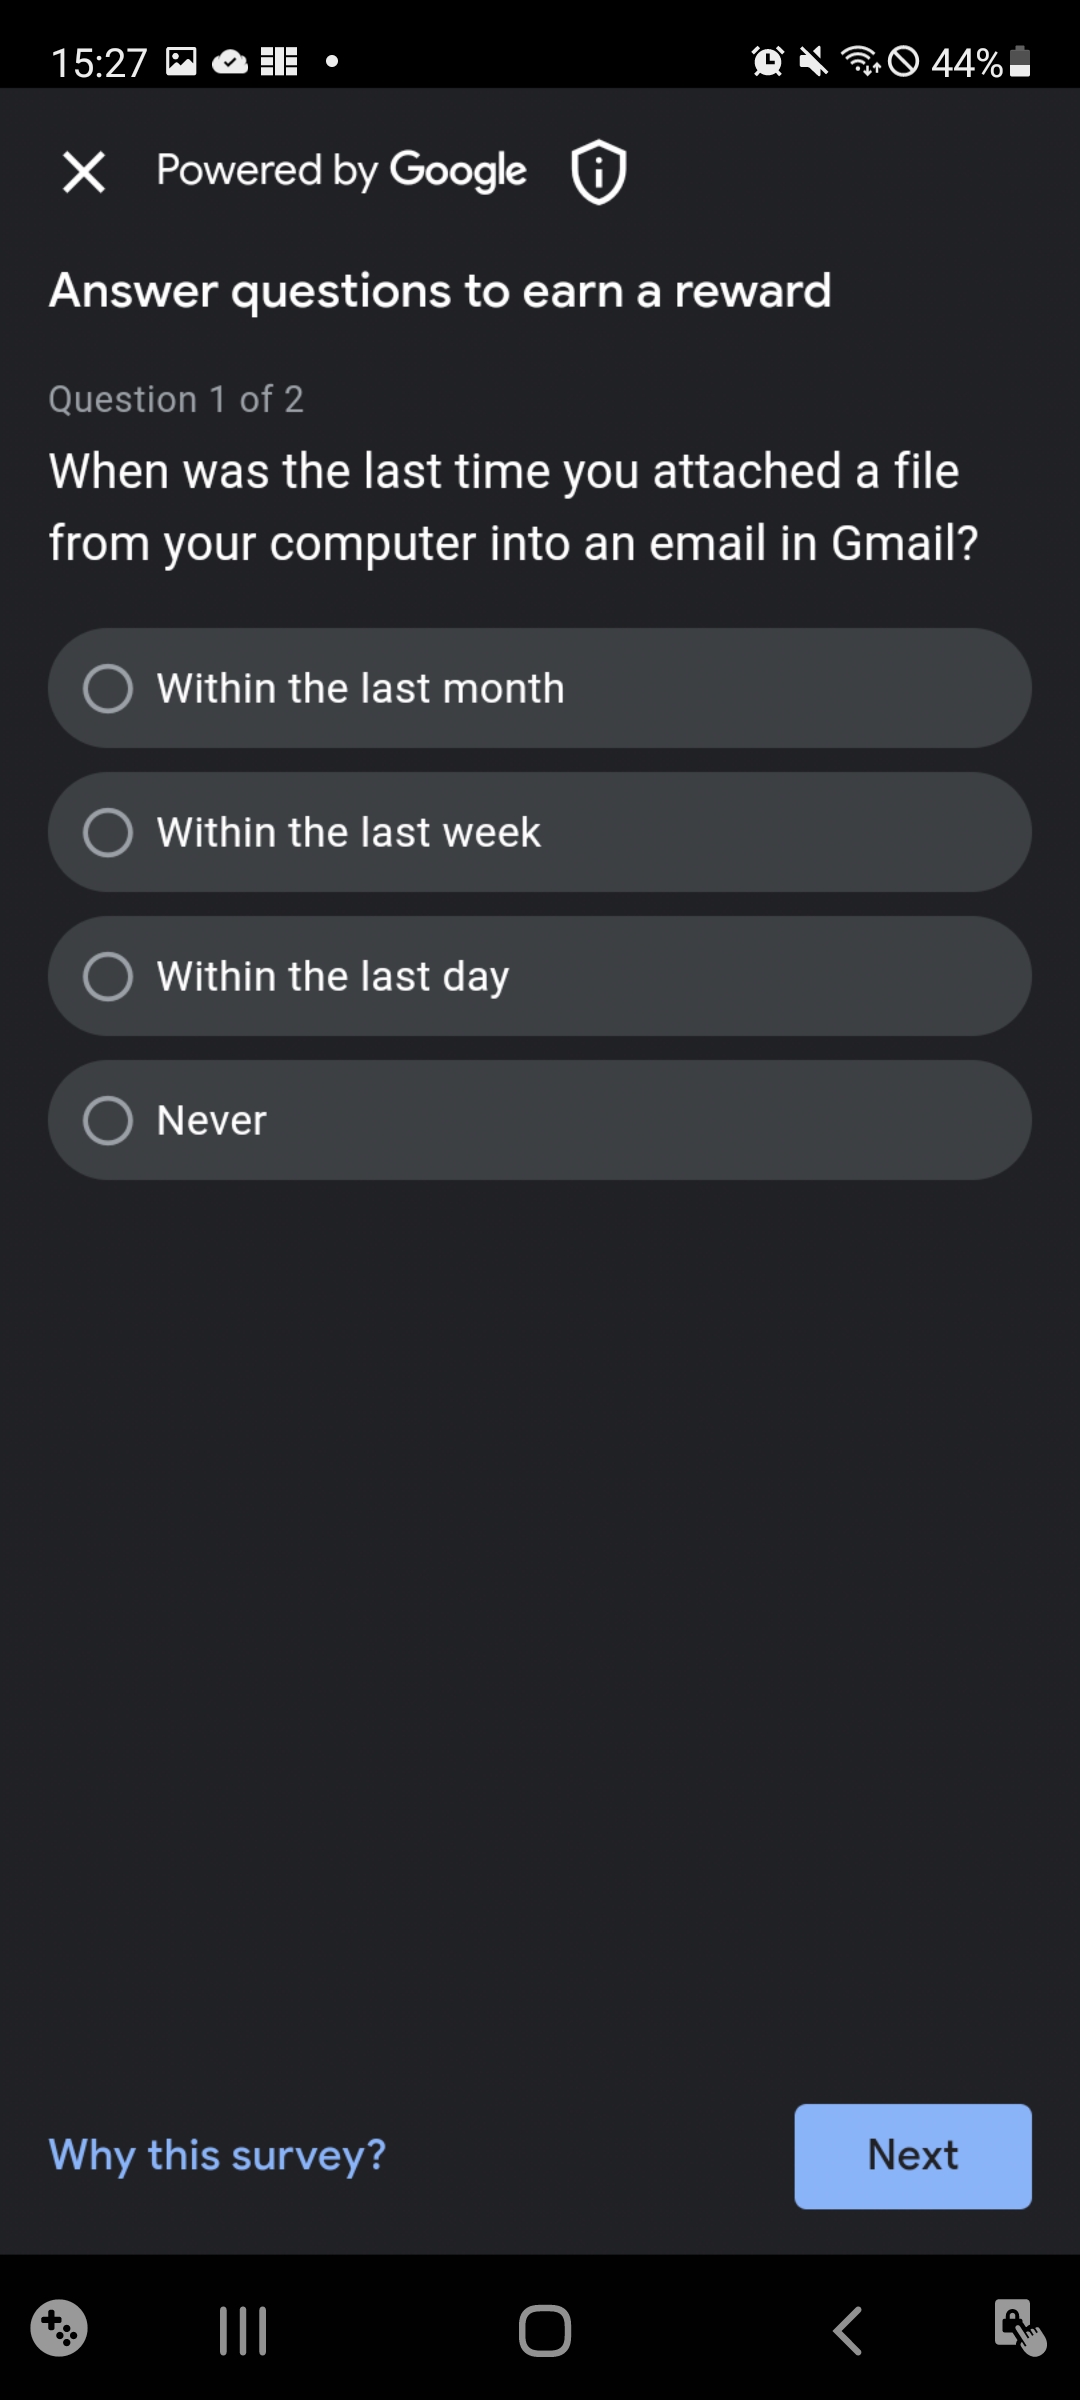 15:27
44%
Powered by Google
Answer questions to earn a reward
Question 1 of 2
When was the last time you attached a file
from your computer into an email in Gmail?
Within the last month
Within the last week
Within the last day
Never
Why this survey?
Next